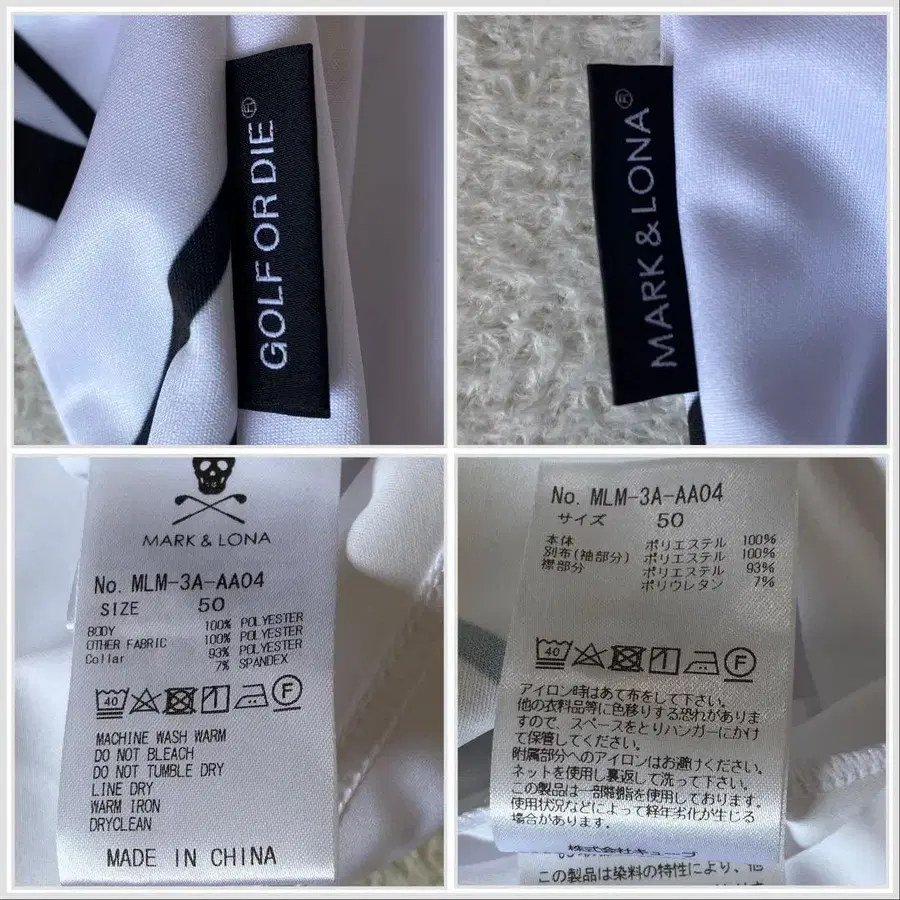 GOLF OR DIE®
MARK & LONA®
MARK & LONA
No. MLM-3A-AA04
SIZE 50
BODY 100% POLYESTER
OTHER FABRIC 100% POLYESTER
Collar 93% POLYESTER
7% SPANDEX
40 F
MACHINE WASH WARM
DO NOT BLEACH
DO NOT TUMBLE DRY
LINE DRY
WARM IRON
DRYCLEAN
MADE IN CHINA
No. MLM-3A-AA04
サイズ 50
本体 ポリエステル 100%
別布(袖部分) ポリエステル 100%
襟部分 ポリエステル 93%
ポリウレタン 7%
40 F
アイロン時はあて布をして下さい。
他の衣料品等に色移りする恐れがありま
すので、スペースをとりハンガーにかけ
て保管してください。
附属部分へのアイロンはお避けください。
ネットを使用し裏返して洗って下さい。
この製品は一部樹脂を使用しております。
使用状況などによって経年劣化が生じる
場合があります。
株式会社キューブ
この製品は染料の特性により、他